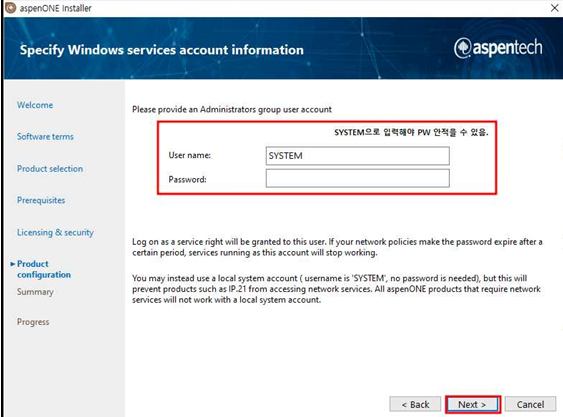 aspenONE Installer
Specify Windows services account information
aspentech
Welcome
Software terms
Product selection
Prerequisites
Licensing & security
Product
configuration
Summary
Progress
Please provide an Administrators group user account
SYSTEM으로 입력해야 PW 안적을 수 있음.
User name:
SYSTEM
Password:
Log on as a service right will be granted to this user. If your network policies make the password expire after a
certain period, services running as this account will stop working.
You may instead use a local system account ( username is 'SYSTEM', no password is needed), but this will
prevent products such as IP.21 from accessing network services. All aspenONE products that require network
services will not work with a local system account.
< Back
Next >
Cancel